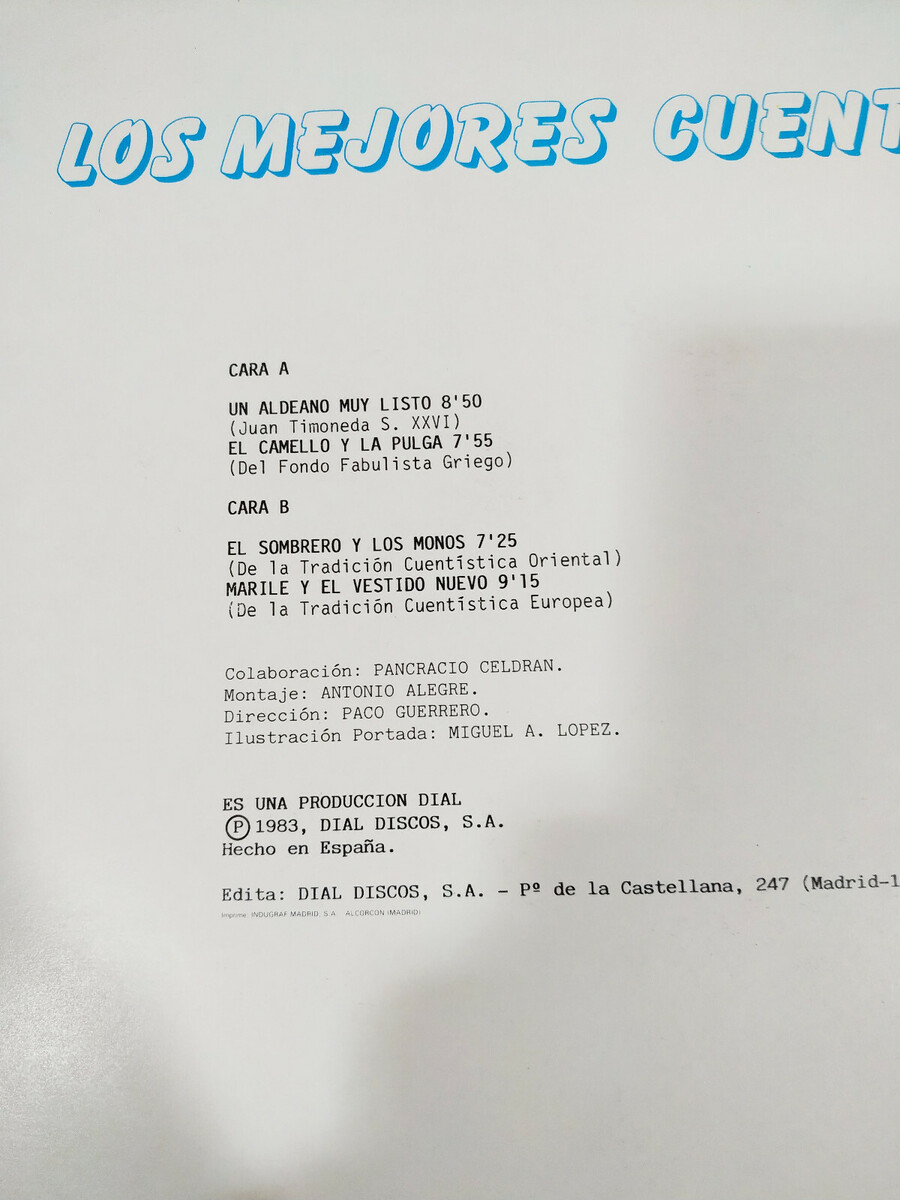 LOS MEJORES CUENT
CARA A
UN ALDEANO MUY LISTO 8'50
(Juan Timoneda S. XXVI)
EL CAMELLO Y LA PULGA 7'55
(Del Fondo Fabulista Griego)
CARA B
EL SOMBRERO Y LOS MONOS 7'25
(De la Tradición Cuentística Oriental)
MARILE Y EL VESTIDO NUEVO 9'15
(De la Tradición Cuentística Europea)
Colaboración: PANCRACIO CELDRAN.
Montaje: ANTONIO ALEGRE.
Dirección: PACO GUERRERO.
Ilustración Portada: MIGUEL A. LOPEZ.
ES UNA PRODUCCION DIAL
Ⓟ 1983, DIAL DISCOS, S.A.
Hecho en España.
Edita: DIAL DISCOS, S.A. - Pº de la Castellana, 247 (Madrid-1
Imprime: INDUGRAF MADRID, S.A. ALCORCON (MADRID)